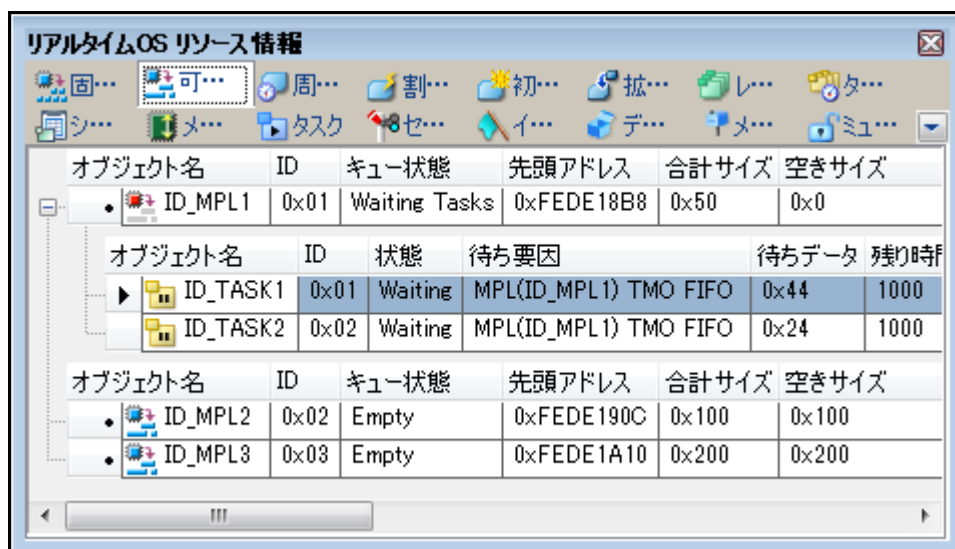 リアルタイムOS リソース情報
固… 可… 周… 割… 初… 拡… レ… タ…
シ… メ… タスク セ… イ… デ… メ… ミュ…
オブジェクト名 ID キュー状態 先頭アドレス 合計サイズ 空きサイズ
ID_MPL1 0x01 Waiting Tasks 0xFEDE18B8 0x50 0x0
オブジェクト名 ID 状態 待ち要因 待ちデータ 残り時
ID_TASK1 0x01 Waiting MPL(ID_MPL1) TMO FIFO 0x44 1000
ID_TASK2 0x02 Waiting MPL(ID_MPL1) TMO FIFO 0x24 1000
オブジェクト名 ID キュー状態 先頭アドレス 合計サイズ 空きサイズ
ID_MPL2 0x02 Empty 0xFEDE190C 0x100 0x100
ID_MPL3 0x03 Empty 0xFEDE1A10 0x200 0x200